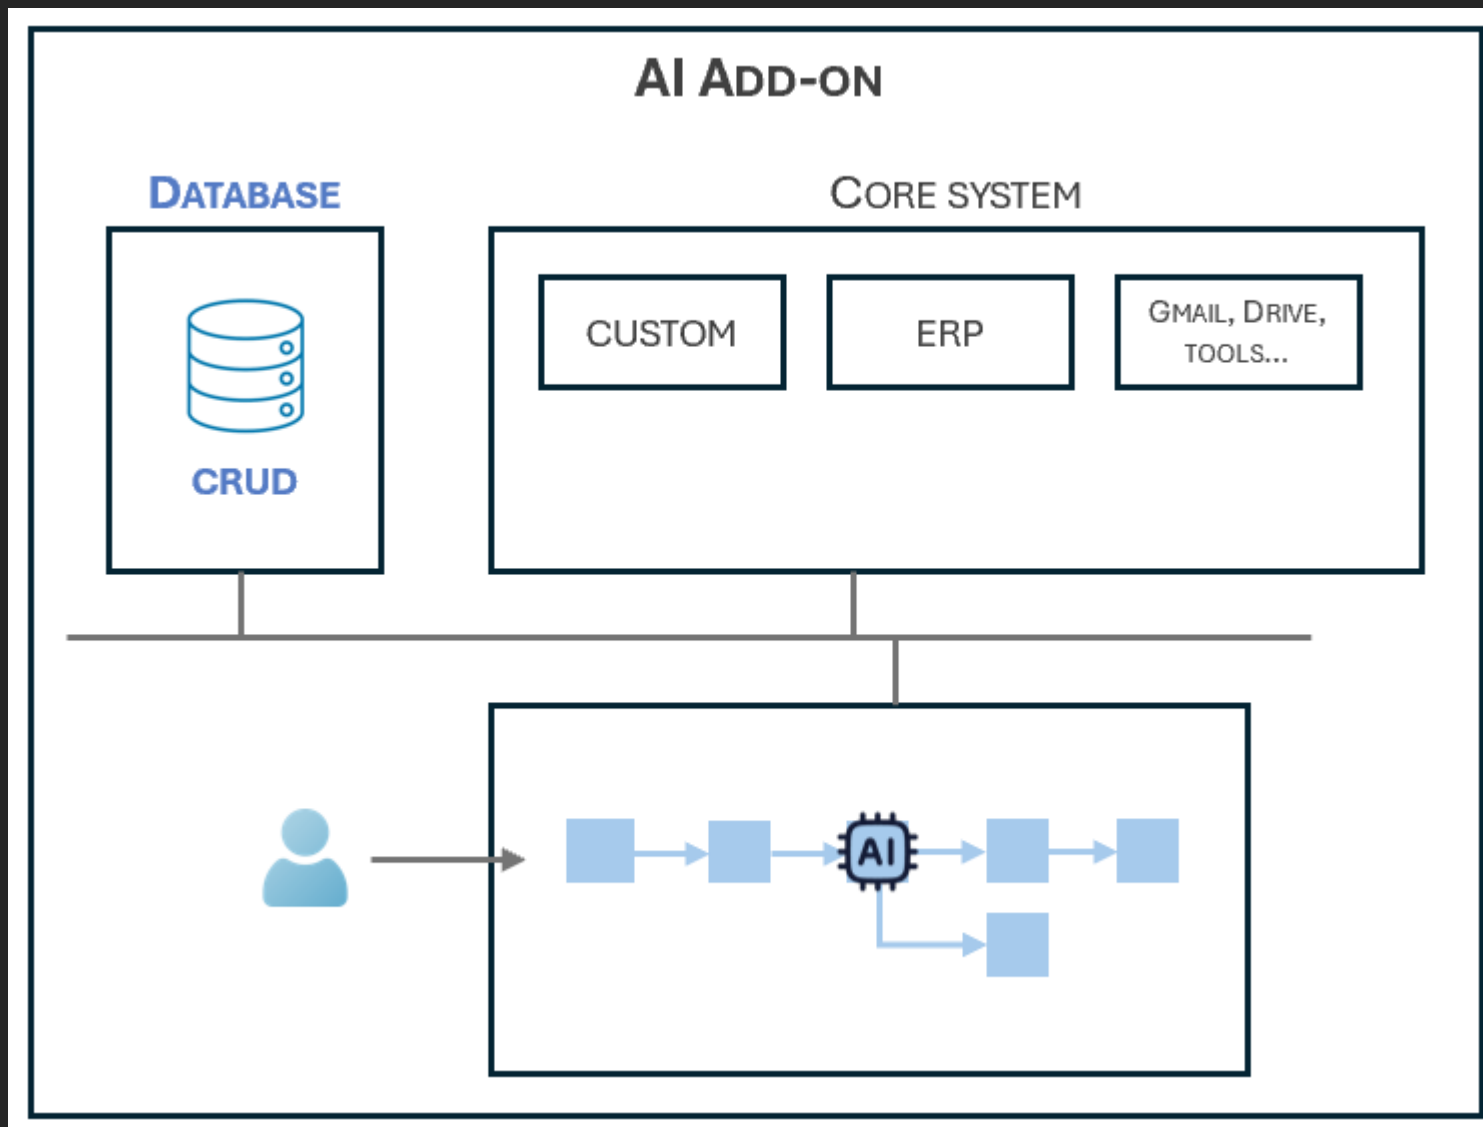 AI Add-on
Database
Core system
CUSTOM
ERP
Gmail, Drive,
tools...
CRUD
AI